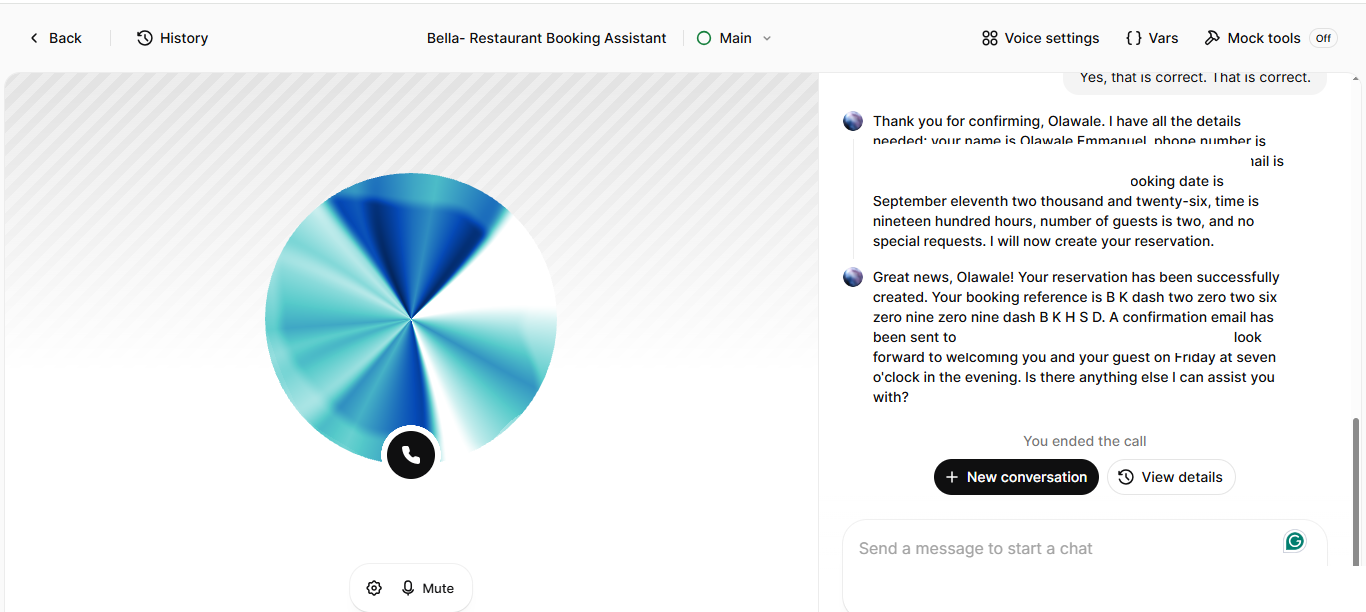 Back
History
Bella- Restaurant Booking Assistant
Main
Voice settings
Vars
Mock tools
Off
Yes, that is correct. That is correct.
Thank you for confirming, Olawale. I have all the details
needed: your name is Olawale Emmanuel, phone number is
ail is
ooking date is
September eleventh two thousand and twenty-six, time is
nineteen hundred hours, number of guests is two, and no
special requests. I will now create your reservation.
Great news, Olawale! Your reservation has been successfully
created. Your booking reference is B K dash two zero two six
zero nine zero nine dash B K H S D. A confirmation email has
been sent to look
forward to welcoming you and your guest on Friday at seven
o'clock in the evening. Is there anything else I can assist you
with?
You ended the call
New conversation
View details
Send a message to start a chat
Mute